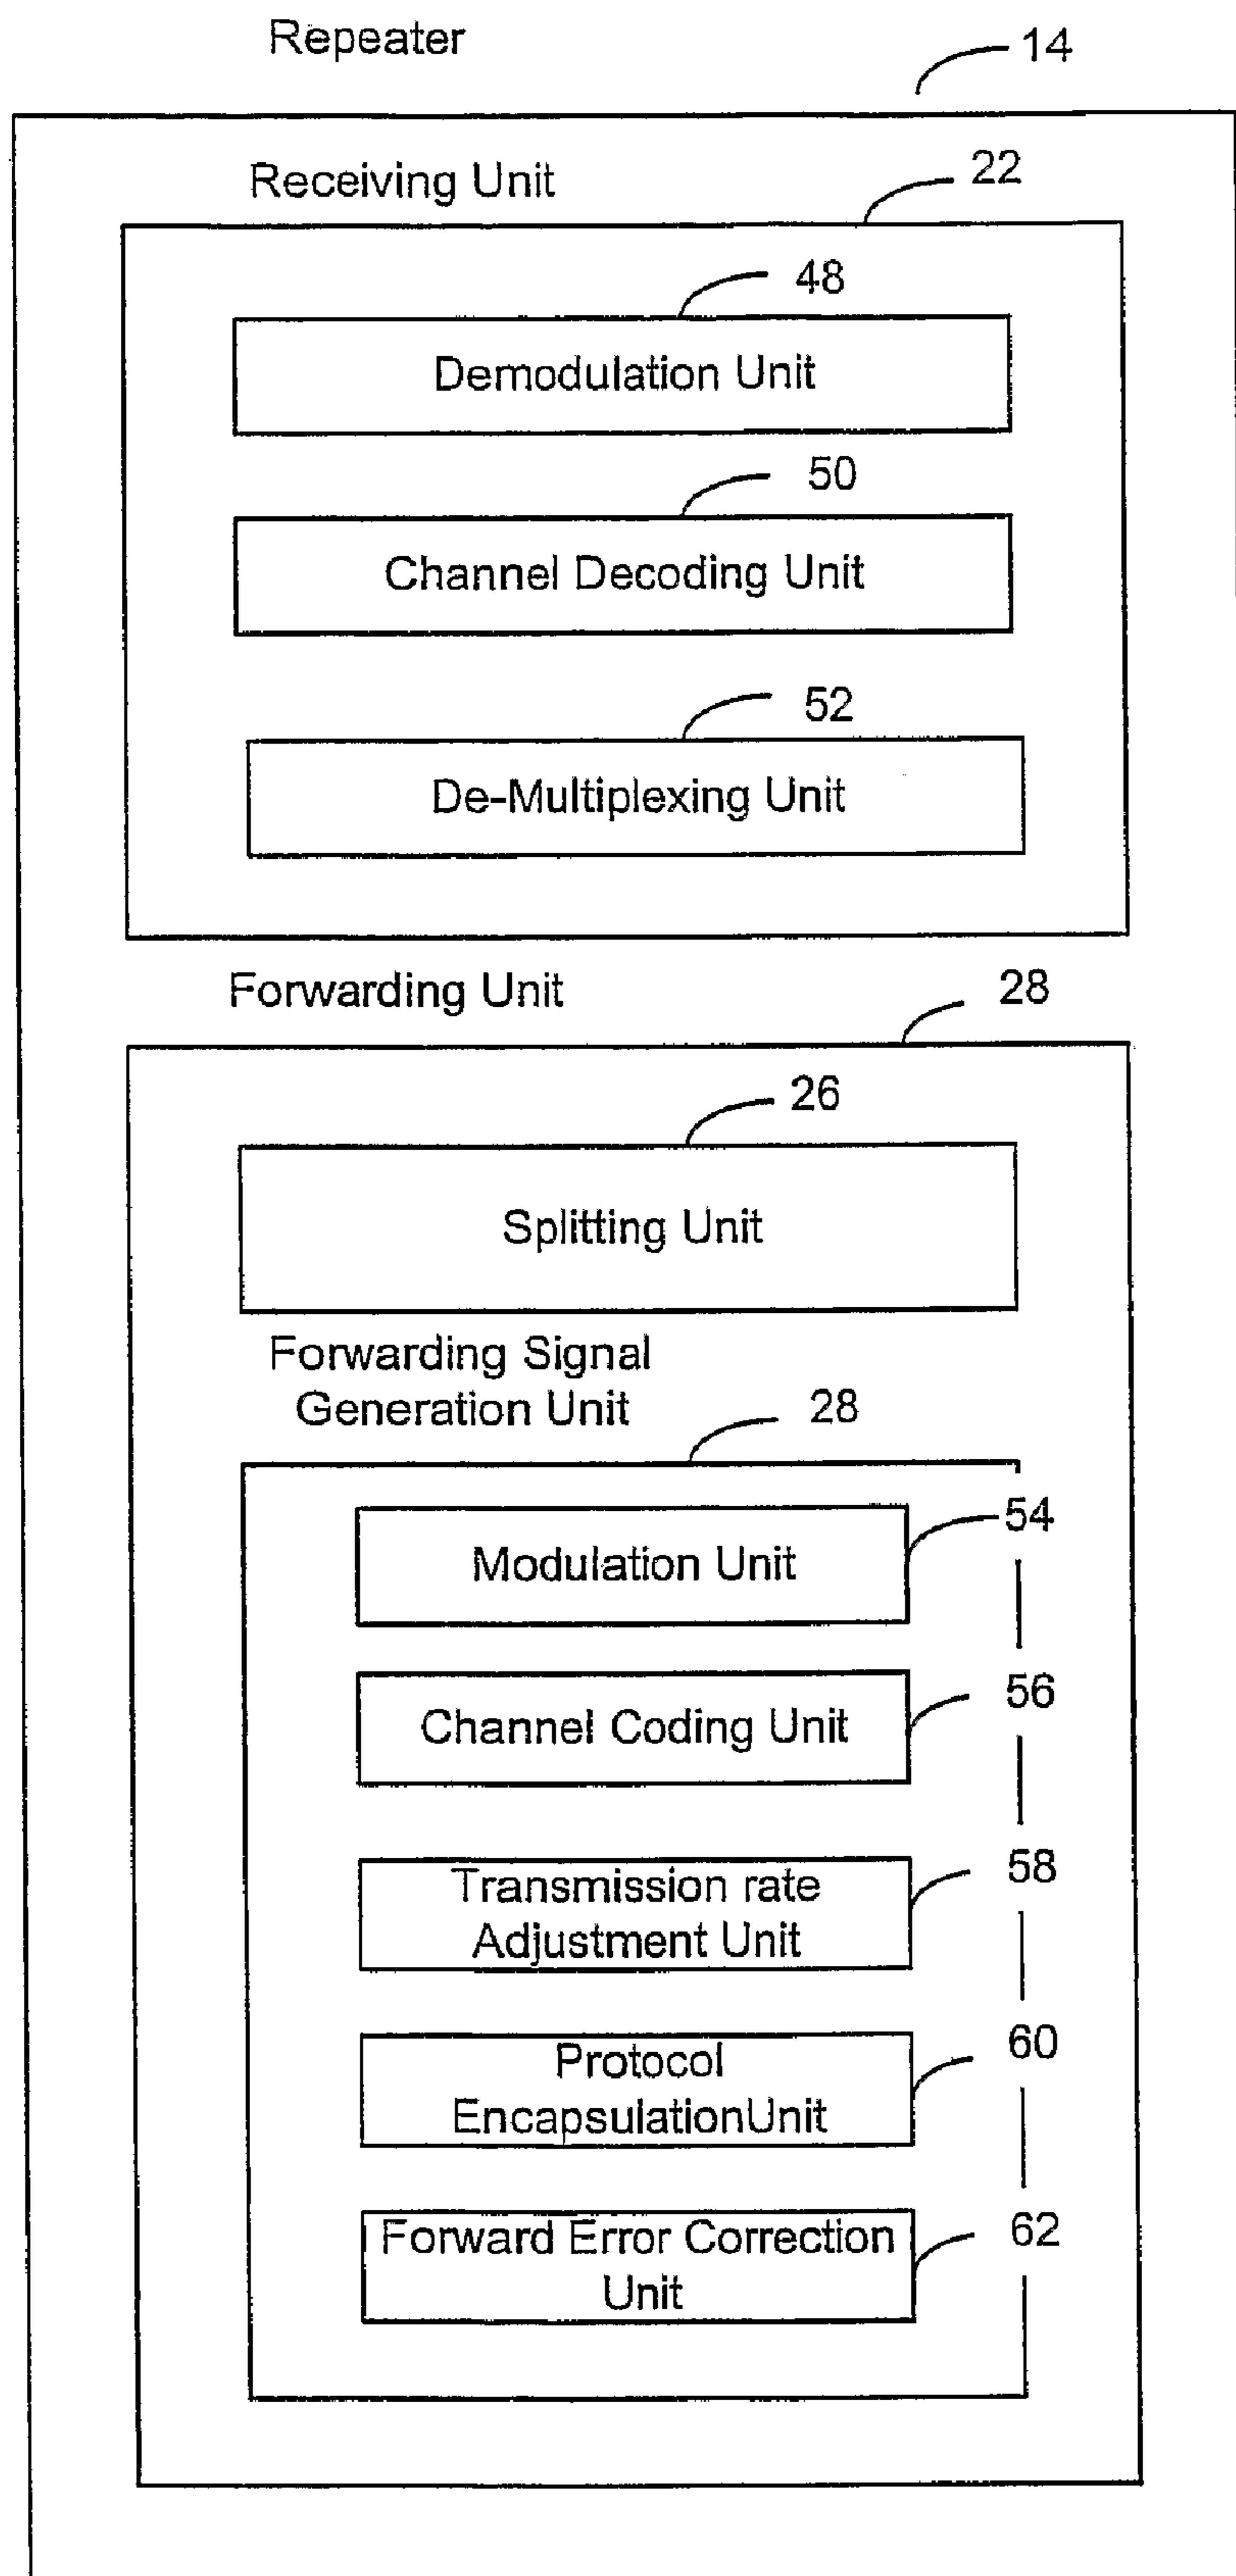 Repeater
14
Receiving Unit
22
48
Demodulation Unit
50
Channel Decoding Unit
52
De-Multiplexing Unit
Forwarding Unit
28
26
Splitting Unit
Forwarding Signal
Generation Unit
28
54
Modulation Unit
56
Channel Coding Unit
58
Transmission rate
Adjustment Unit
60
Protocol
EncapsulationUnit
62
Forward Error Correction
Unit